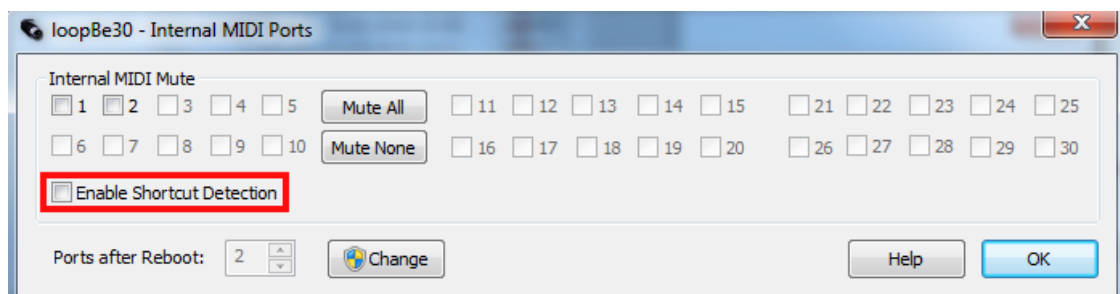 loopBe30 - Internal MIDI Ports
Internal MIDI Mute
1 2 3 4 5 Mute All 11 12 13 14 15 21 22 23 24 25
6 7 8 9 10 Mute None 16 17 18 19 20 26 27 28 29 30
Enable Shortcut Detection
Ports after Reboot: 2 Change Help OK